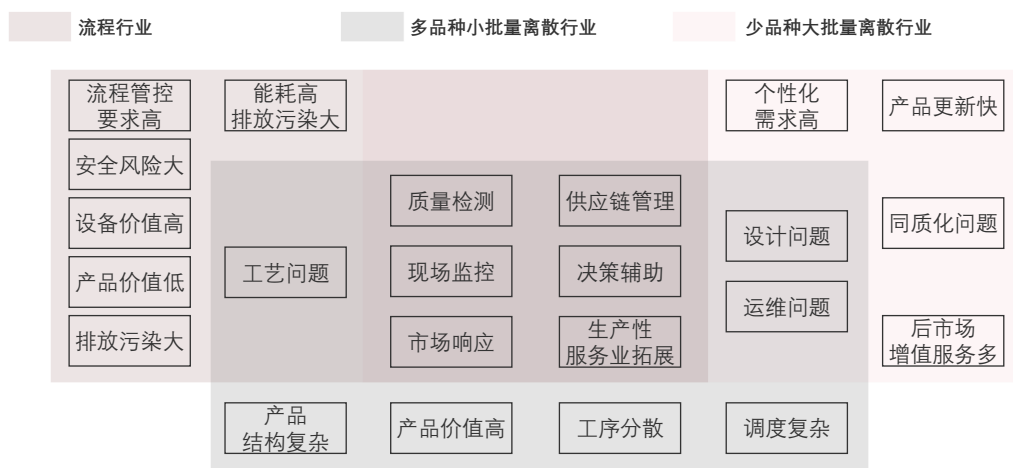 流程行业
多品种小批量离散行业
少品种大批量离散行业
流程管控
要求高
能耗高
排放污染大
个性化
需求高
产品更新快
安全风险大
质量检测
供应链管理
设备价值高
设计问题
同质化问题
工艺问题
现场监控
决策辅助
产品价值低
运维问题
排放污染大
市场响应
生产性
服务业拓展
后市场
增值服务多
产品
结构复杂
产品价值高
工序分散
调度复杂